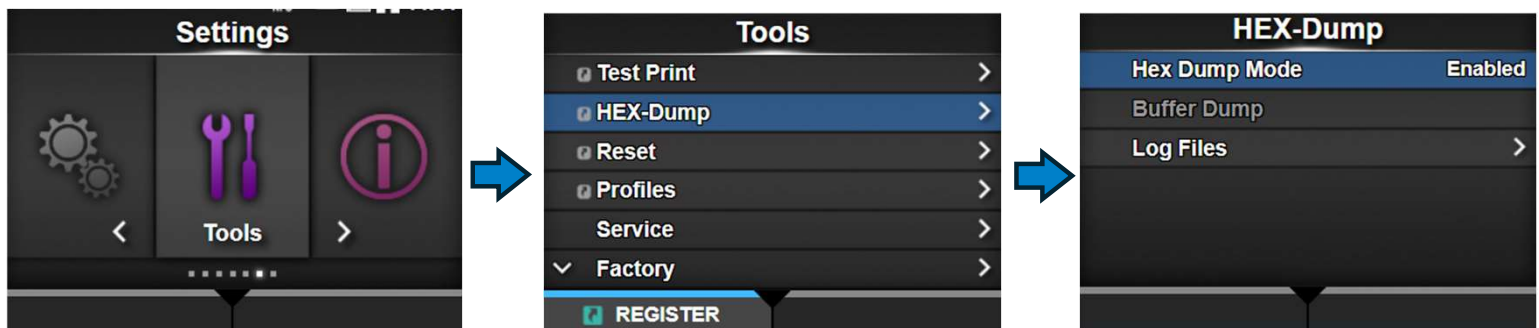 Settings
Tools
Tools
Test Print
HEX-Dump
Reset
Profiles
Service
Factory
REGISTER
HEX-Dump
Hex Dump Mode Enabled
Buffer Dump
Log Files